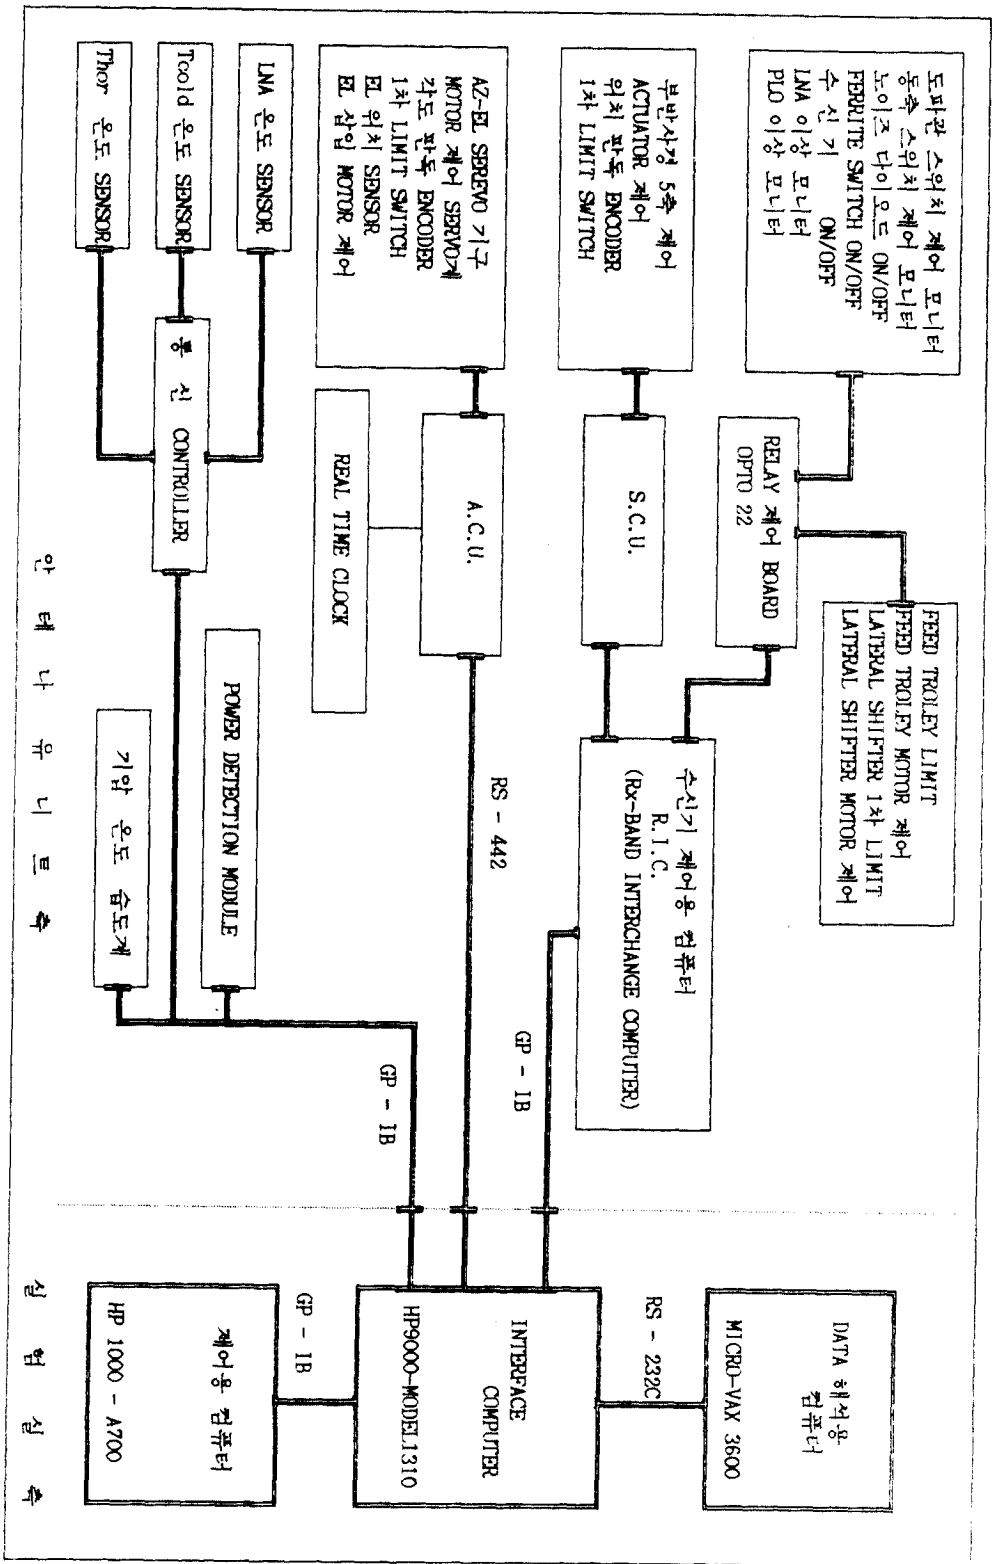 도파관 스위치 제어 모니터
동축 스위치 제어 모니터
노이즈 다이오드 ON/OFF
FERRITE SWITCH ON/OFF
수신기 ON/OFF
LNA 이상 모니터
PLO 이상 모니터
FEED TROLEY LIMIT
FEED TROLEY MOTOR 제어
LATERAL SHIFTER 1차 LIMIT
LATERAL SHIFTER MOTOR 제어
RELAY 제어 BOARD
OPTO 22
부반사경 5축 제어
ACTUATOR 제어
위치 판독 ENCODER
1차 LIMIT SWITCH
S.C.U.
수신기 제어용 컴퓨터
R.I.C.
(Rx-BAND INTERCHANGE COMPUTER)
GP - IB
AZ-EL SEREVO 기구
MOTOR 제어 SERVO계
각도 판독 ENCODER
1차 LIMIT SWITCH
EL 위치 SENSOR
EL 삽입 MOTOR 제어
A.C.U.
REAL TIME CLOCK
RS - 442
LNA 온도 SENSOR
Tcold 온도 SENSOR
Thor 온도 SENSOR
통신 CONTROLLER
POWER DETECTION MODULE
기압 온도 습도계
GP - IB
안테나유니트측
DATA 해석용
컴퓨터
MICRO-VAX 3600
RS - 232C
INTERFACE
COMPUTER
HP9000-MODEL1310
GP - IB
제어용 컴퓨터
HP 1000 - A700
실험실측